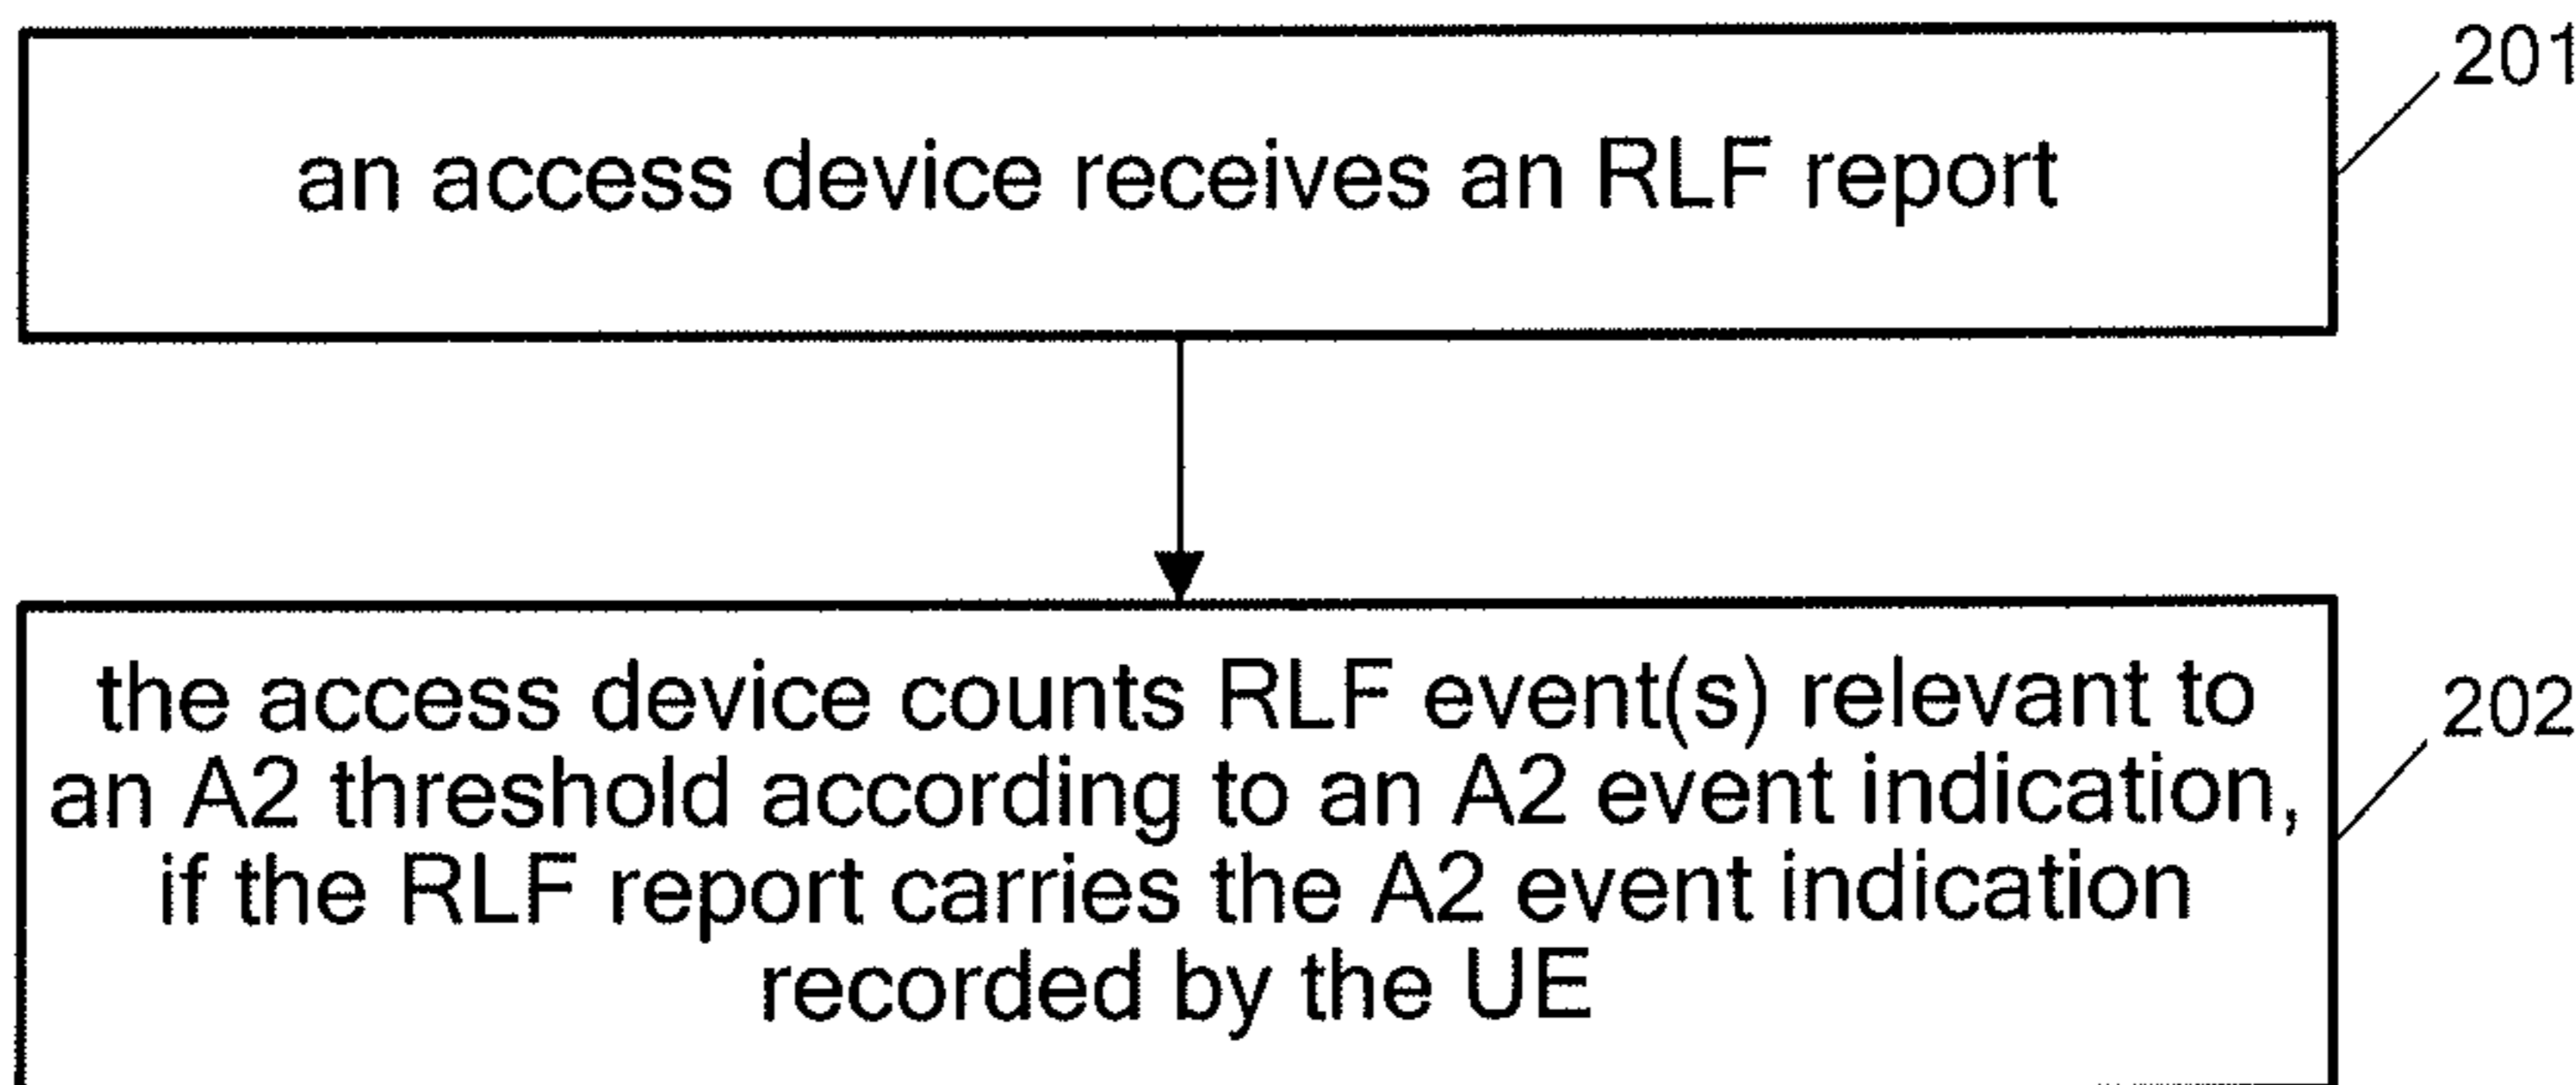 201
an access device receives an RLF report
the access device counts RLF event(s) relevant to
202
an A2 threshold according to an A2 event indication,
if the RLF report carries the A2 event indication
recorded by the UE